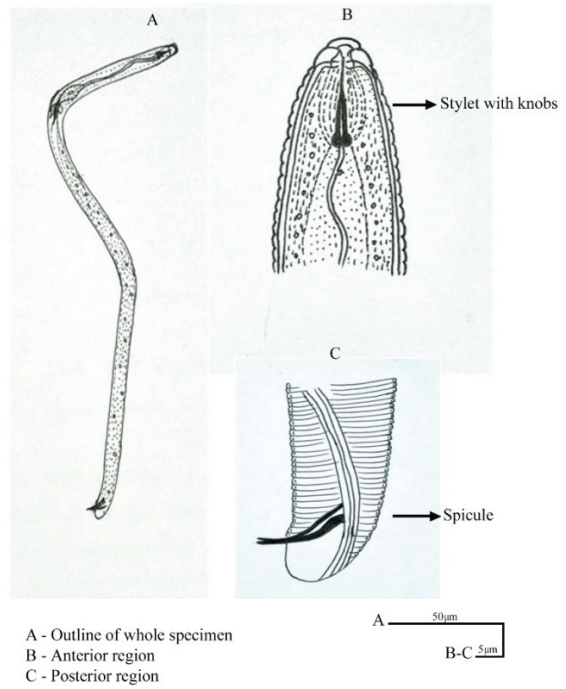 A
B
Stylet with knobs
C
Spicule
A 50µm
B-C 5µm
A - Outline of whole specimen
B - Anterior region
C - Posterior region